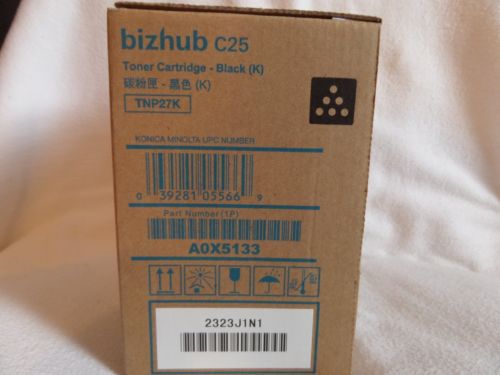 bizhub C25
Toner Cartridge - Black (K)
碳粉匣 - 黑色 (K)
TNP27K
KONICA MINOLTA UPC NUMBER
0 39281 05566 9
Part Number (1P)
A0X5133
2323J1N1